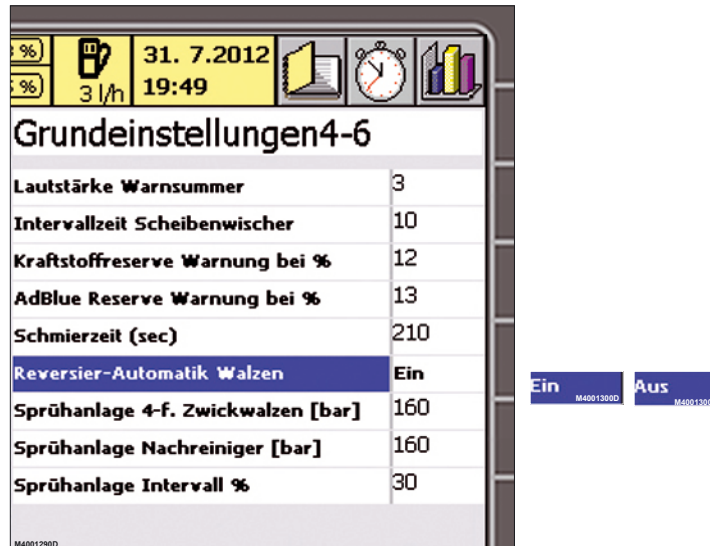 %)
%)
3 l/h
31. 7.2012
19:49
Grundeinstellungen4-6
Lautstärke Warnsummer 3
Intervallzeit Scheibenwischer 10
Kraftstoffreserve Warnung bei % 12
AdBlue Reserve Warnung bei % 13
Schmierzeit (sec) 210
Reversier-Automatik Walzen Ein
Sprühanlage 4-f. Zwickwalzen [bar] 160
Sprühanlage Nachreiniger [bar] 160
Sprühanlage Intervall % 30
M4001290D
Ein
M4001300D
Aus